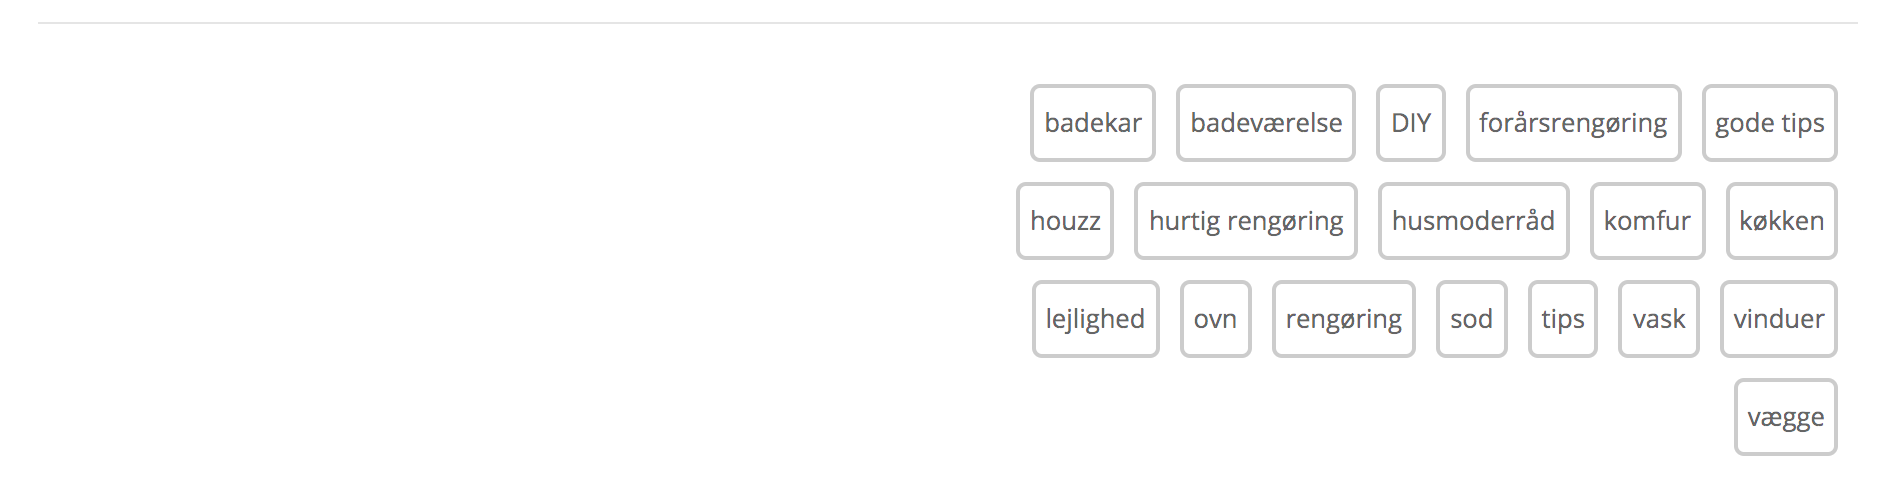 badekar badeværelse DIY forårsrengøring gode tips
houzz hurtig rengøring husmoderråd komfur køkken
lejlighed ovn rengøring sod tips vask vinduer
vægge